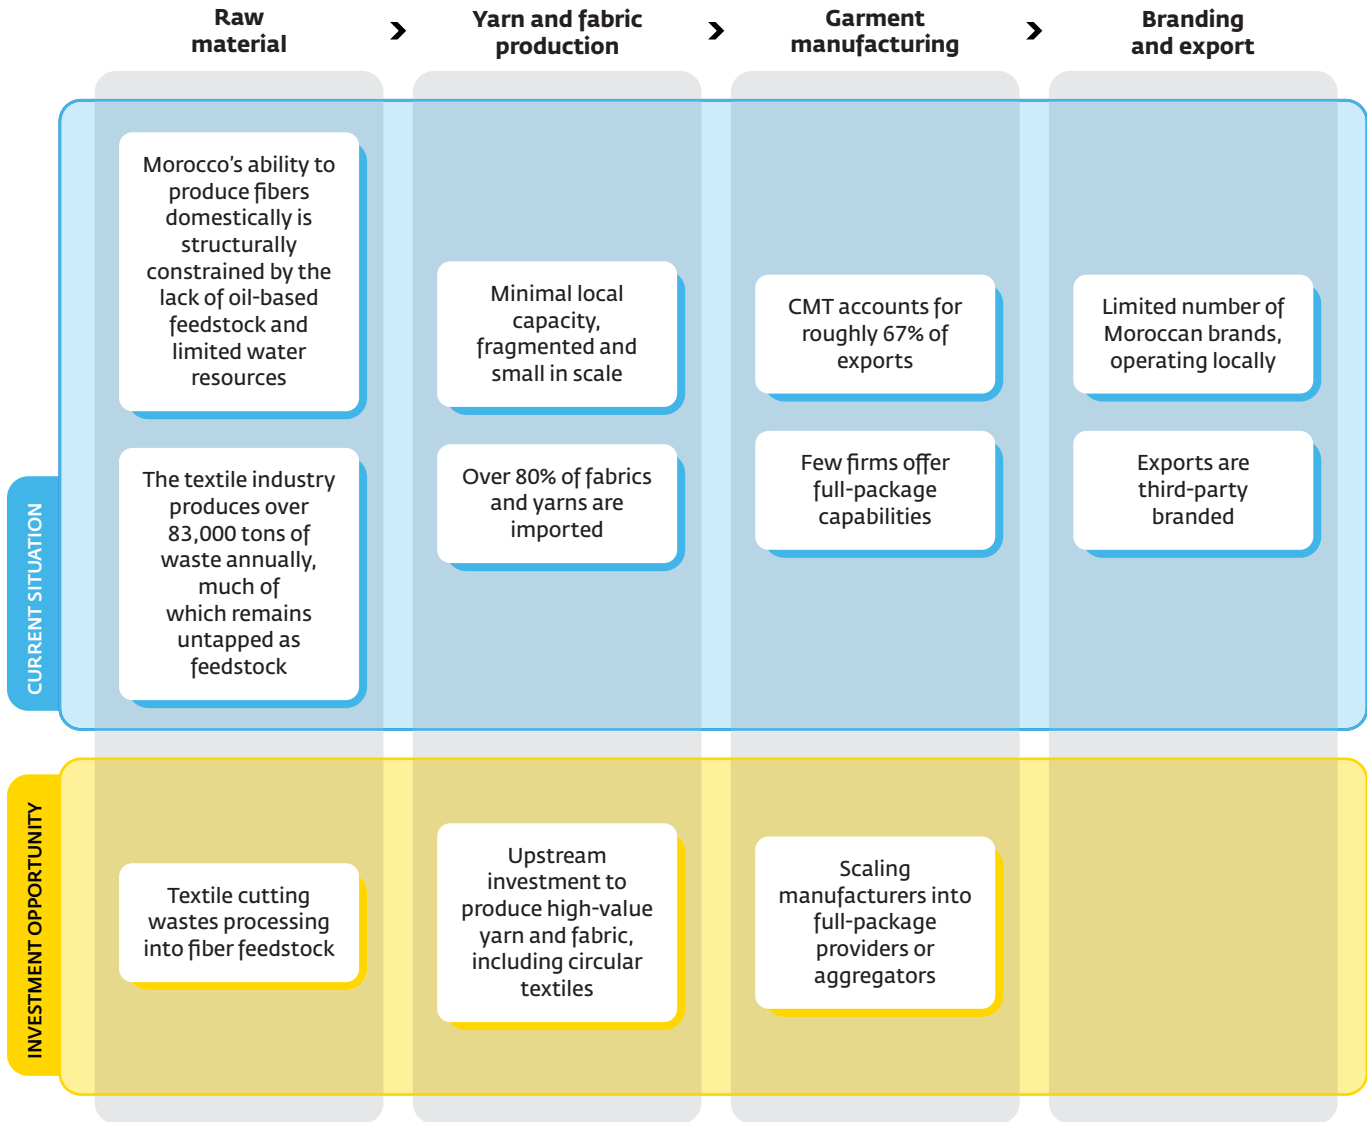 Raw
material
Yarn and fabric
production
Garment
manufacturing
Branding
and export
CURRENT SITUATION
Morocco's ability to
produce fibers
domestically is
structurally
constrained by the
lack of oil-based
feedstock and
limited water
resources
The textile industry
produces over
83,000 tons of
waste annually,
much of
which remains
untapped as
feedstock
Minimal local
capacity,
fragmented and
small in scale
Over 80% of fabrics
and yarns are
imported
CMT accounts for
roughly 67% of
exports
Few firms offer
full-package
capabilities
Limited number of
Moroccan brands,
operating locally
Exports are
third-party
branded
INVESTMENT OPPORTUNITY
Textile cutting
wastes processing
into fiber feedstock
Upstream
investment to
produce high-value
yarn and fabric,
including circular
textiles
Scaling
manufacturers into
full-package
providers or
aggregators